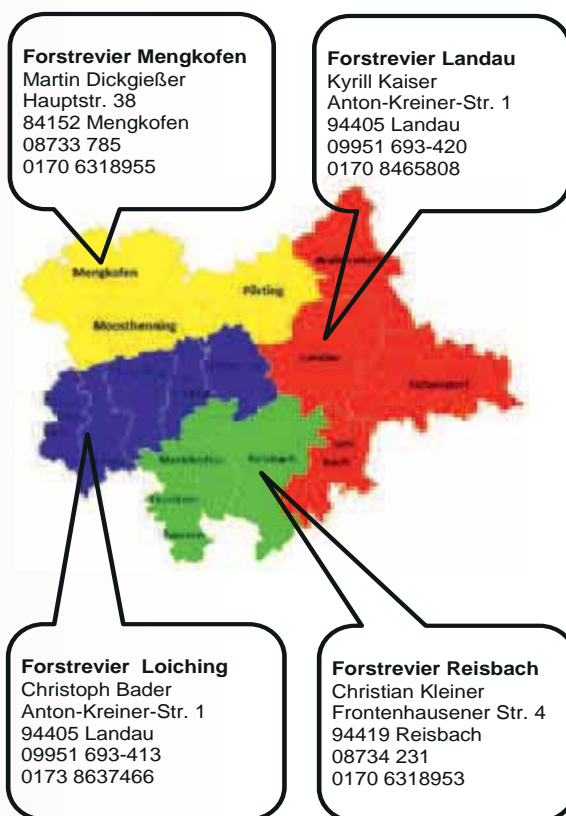 Forstrevier Mengkofen
Martin Dickgießer
Hauptstr. 38
84152 Mengkofen
08733 785
0170 6318955
Forstrevier Landau
Kyrill Kaiser
Anton-Kreiner-Str. 1
94405 Landau
09951 693-420
0170 8465808
Mengkofen
Pilsting
Moosthenning
Landau
Reisbach
Forstrevier Loiching
Christoph Bader
Anton-Kreiner-Str. 1
94405 Landau
09951 693-413
0173 8637466
Forstrevier Reisbach
Christian Kleiner
Frontenhausener Str. 4
94419 Reisbach
08734 231
0170 6318953